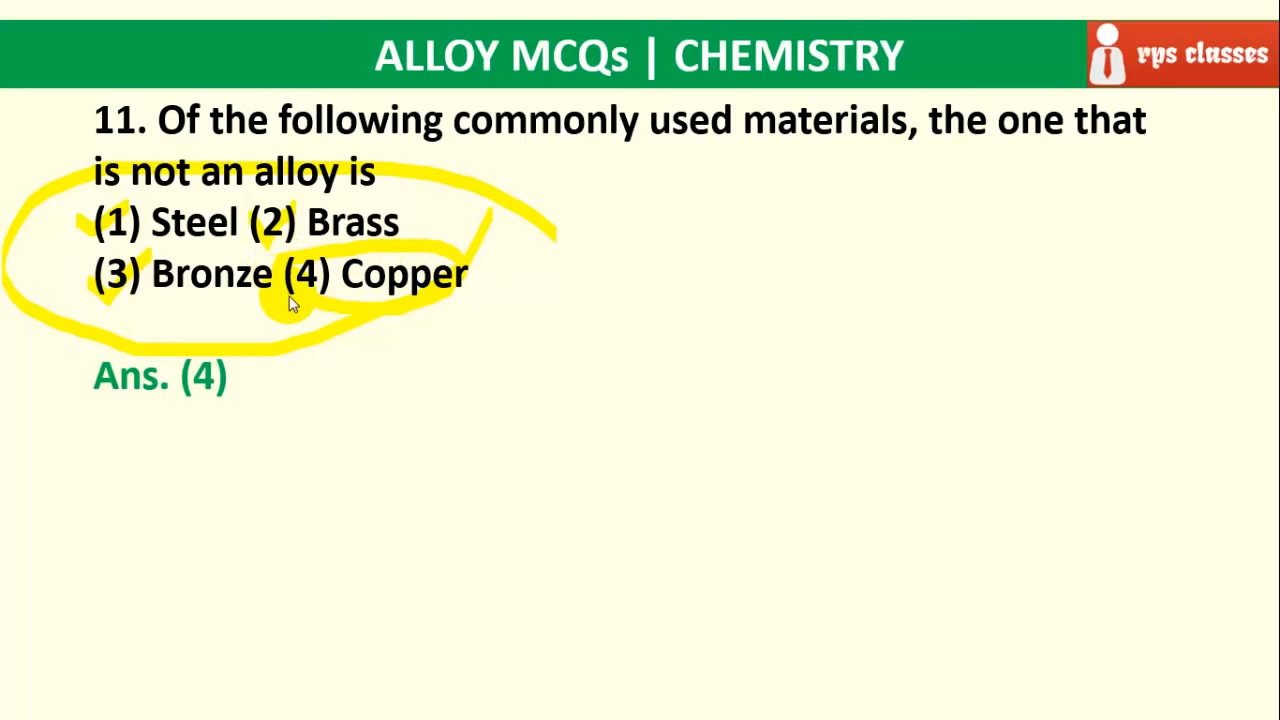 ALLOY MCQs | CHEMISTRY
rps classes
11. Of the following commonly used materials, the one that
is not an alloy is
(1) Steel (2) Brass
(3) Bronze (4) Copper
Ans. (4)